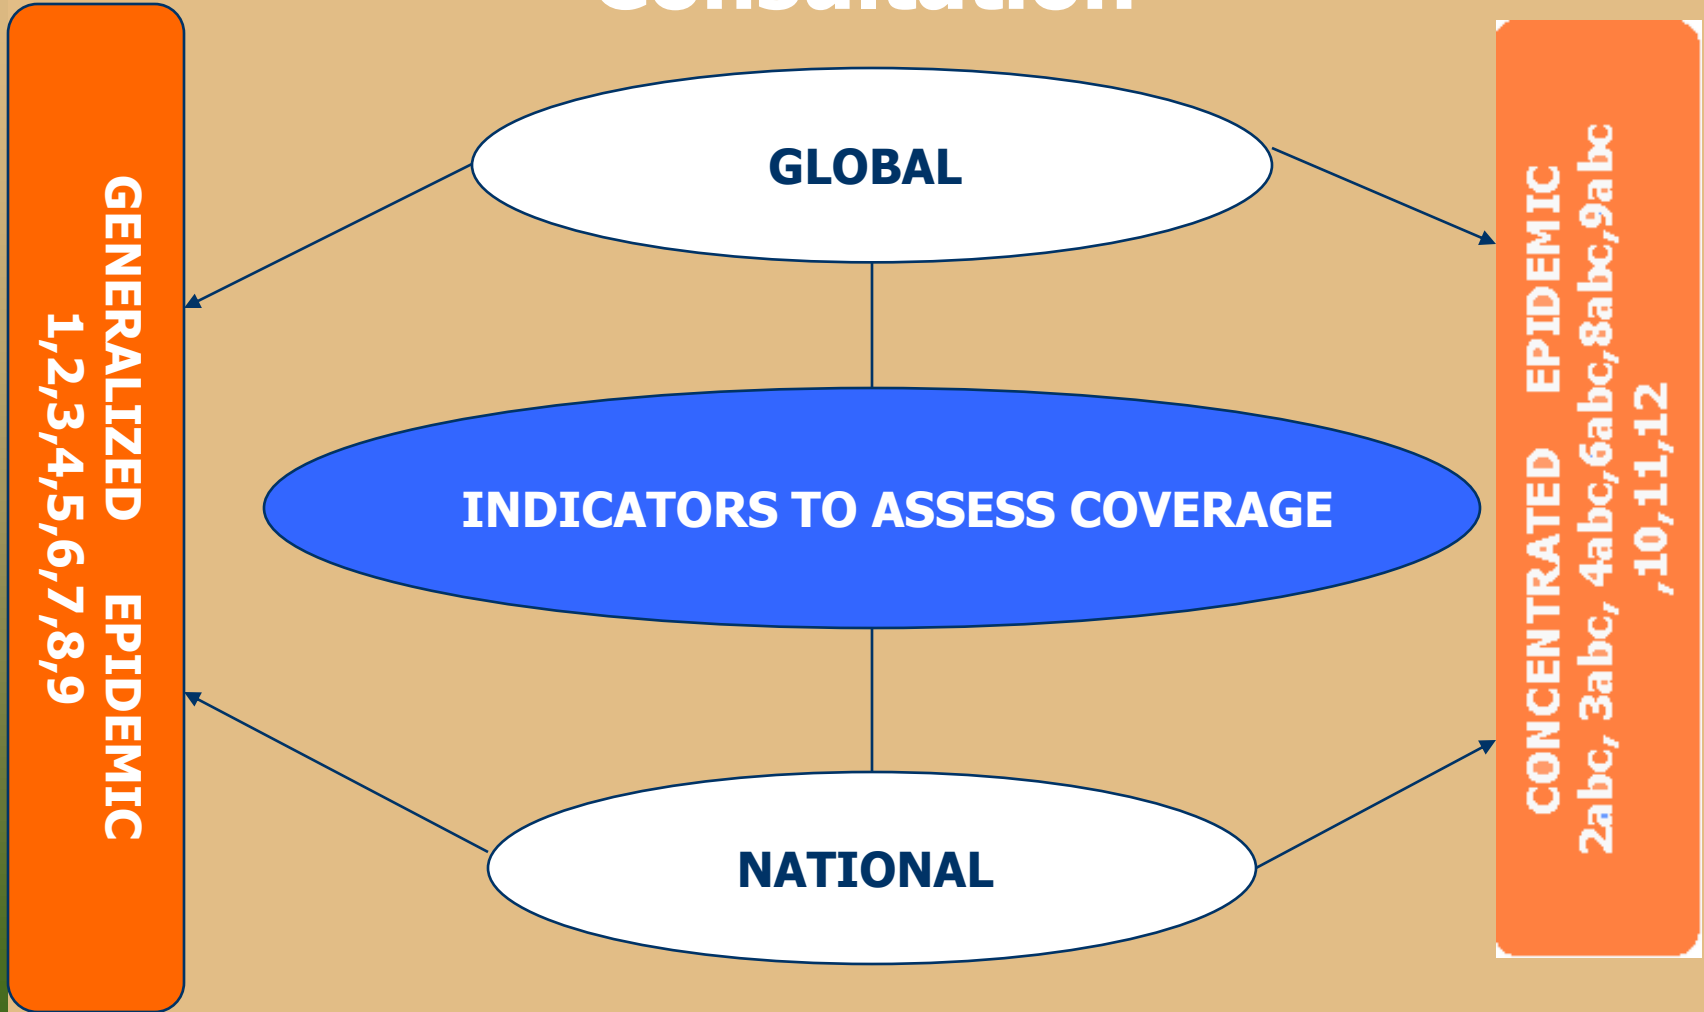 Consultation
GENERALIZED EPIDEMIC
1,2,3,4,5,6,7,8,9
GLOBAL
INDICATORS TO ASSESS COVERAGE
NATIONAL
CONCENTRATED EPIDEMIC
2abc, 3abc, 4abc,6abc,8abc,9abc
,10,11,12